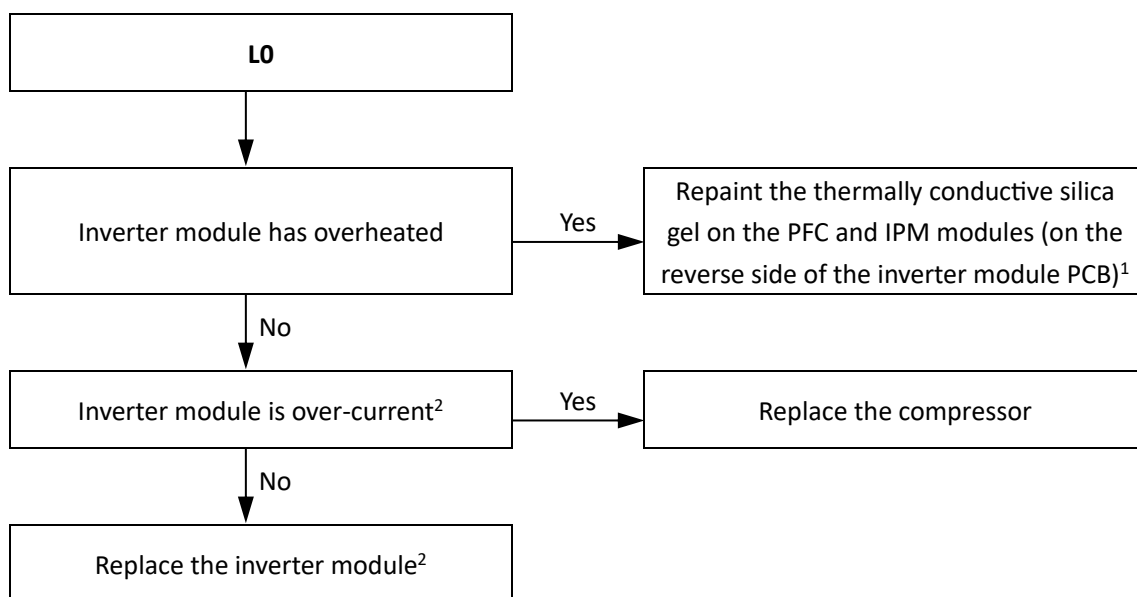 L0
Inverter module has overheated
Yes
Repaint the thermally conductive silica
gel on the PFC and IPM modules (on the
reverse side of the inverter module PCB)¹
No
Inverter module is over-current²
Yes
Replace the compressor
No
Replace the inverter module²